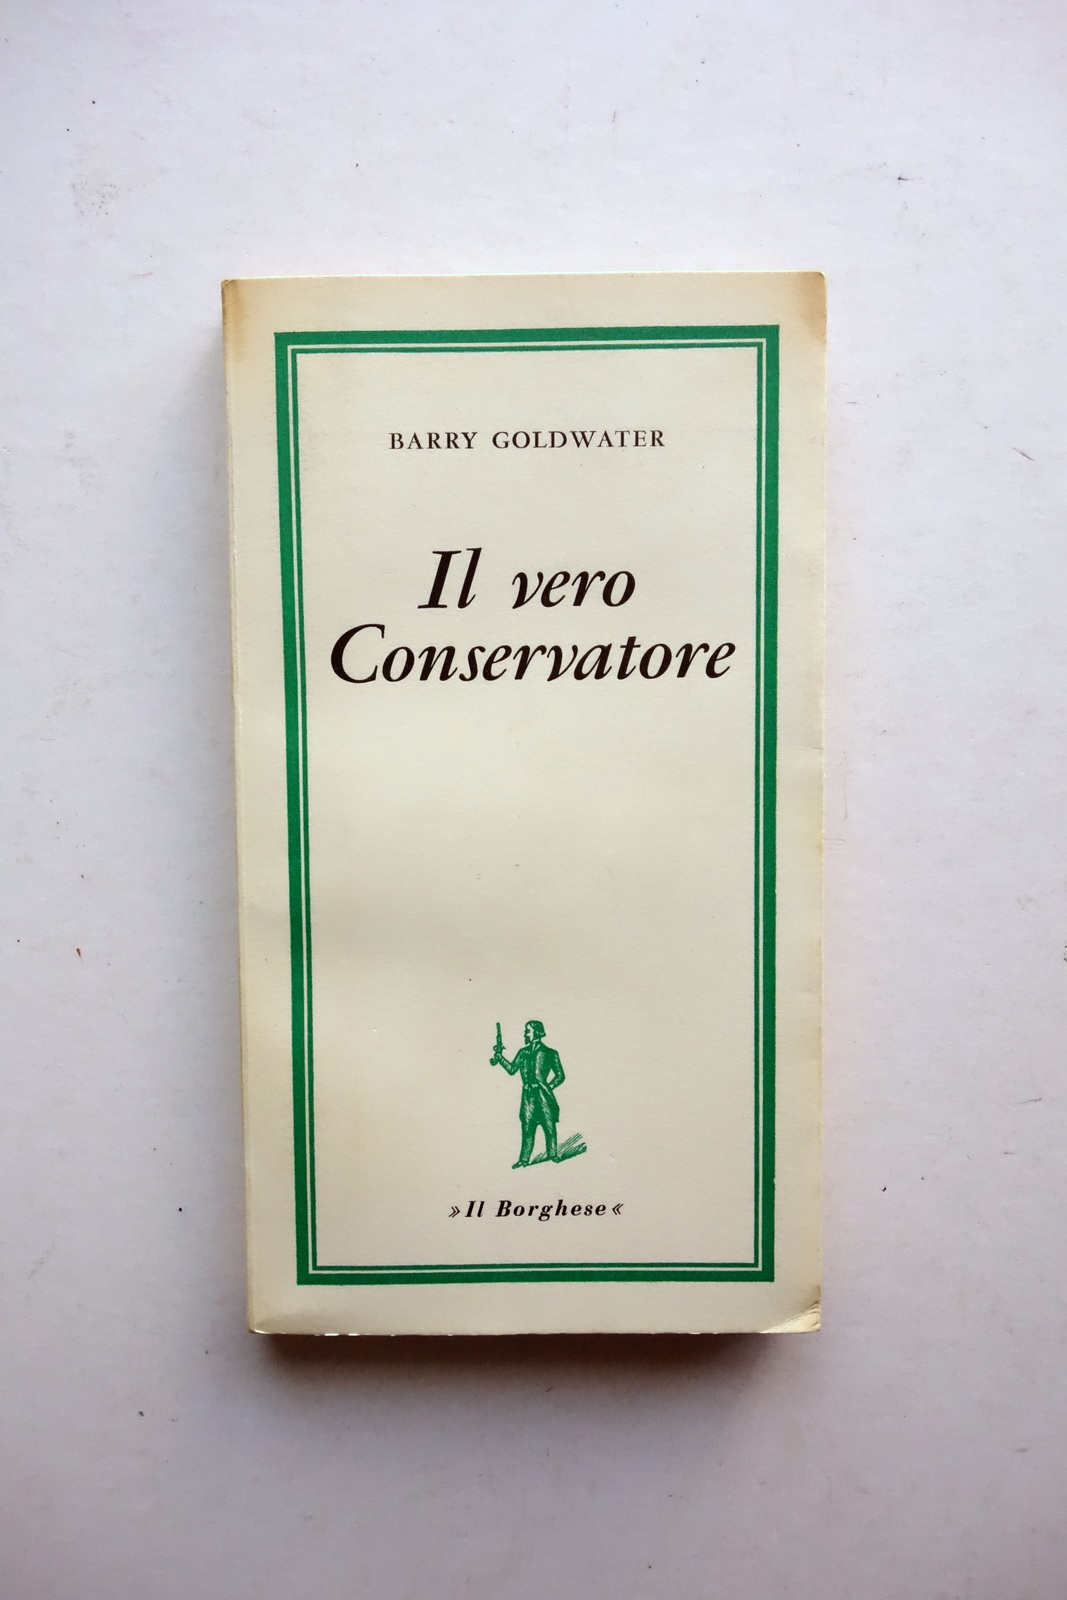 BARRY GOLDWATER
Il vero
Conservatore
»Il Borghese«